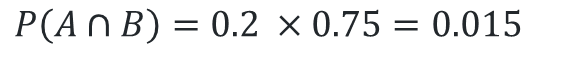 P(A ∩ B) = 0.2 × 0.75 = 0.015